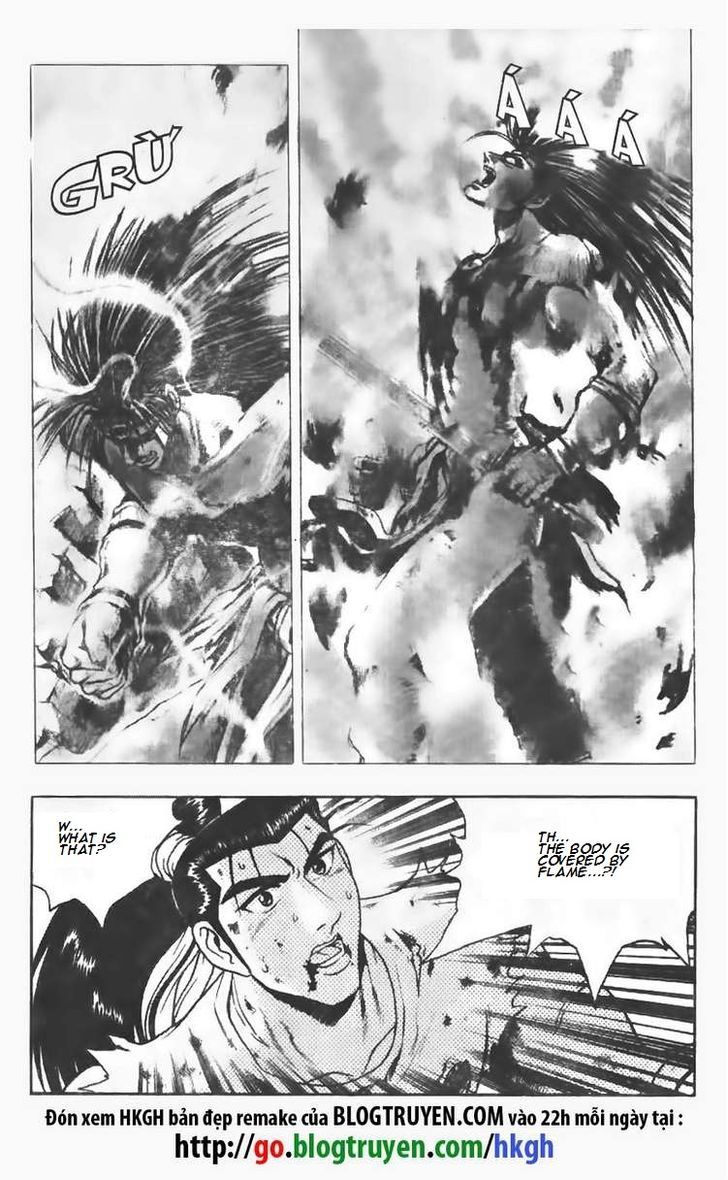 GRỪ
Á Á Á
W...
WHAT IS
THAT?
TH...
THE BODY IS
COVERED BY
FLAME...?!
Đón xem HKGH bản đẹp remake của BLOGTRUYEN.COM vào 22h mỗi ngày tại :
http://go.blogtruyen.com/hkgh